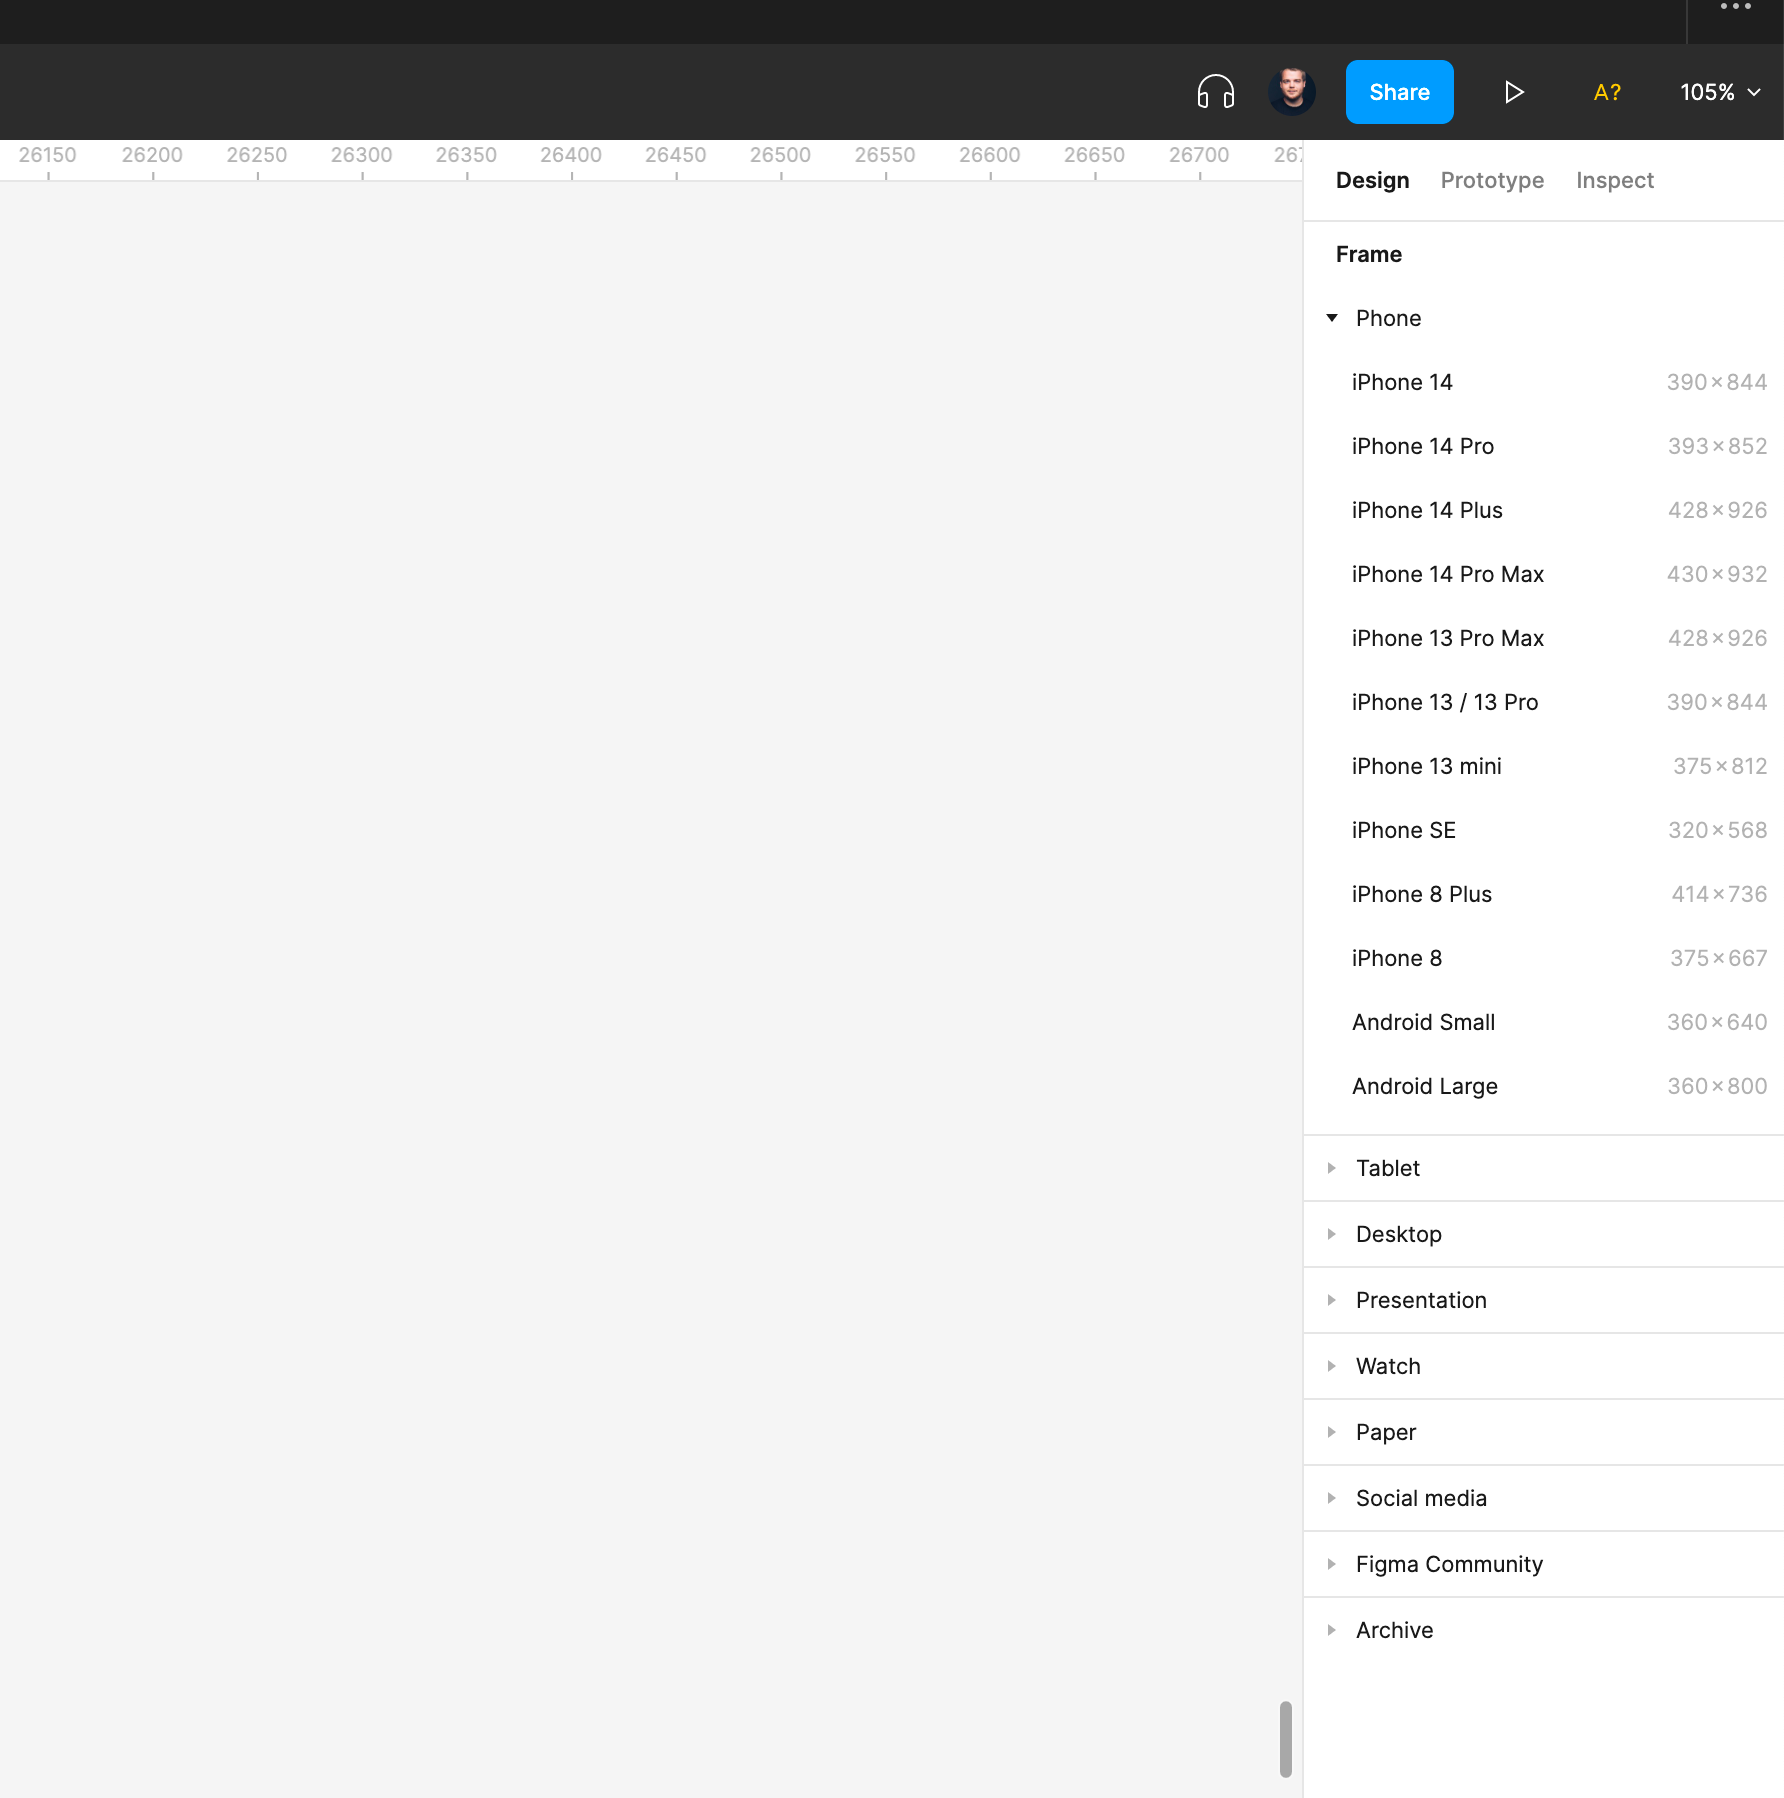 Share A? 105%
26150 26200 26250 26300 26350 26400 26450 26500 26550 26600 26650 26700
Design Prototype Inspect
Frame
Phone
iPhone 14 390×844
iPhone 14 Pro 393×852
iPhone 14 Plus 428×926
iPhone 14 Pro Max 430×932
iPhone 13 Pro Max 428×926
iPhone 13 / 13 Pro 390×844
iPhone 13 mini 375×812
iPhone SE 320×568
iPhone 8 Plus 414×736
iPhone 8 375×667
Android Small 360×640
Android Large 360×800
Tablet
Desktop
Presentation
Watch
Paper
Social media
Figma Community
Archive